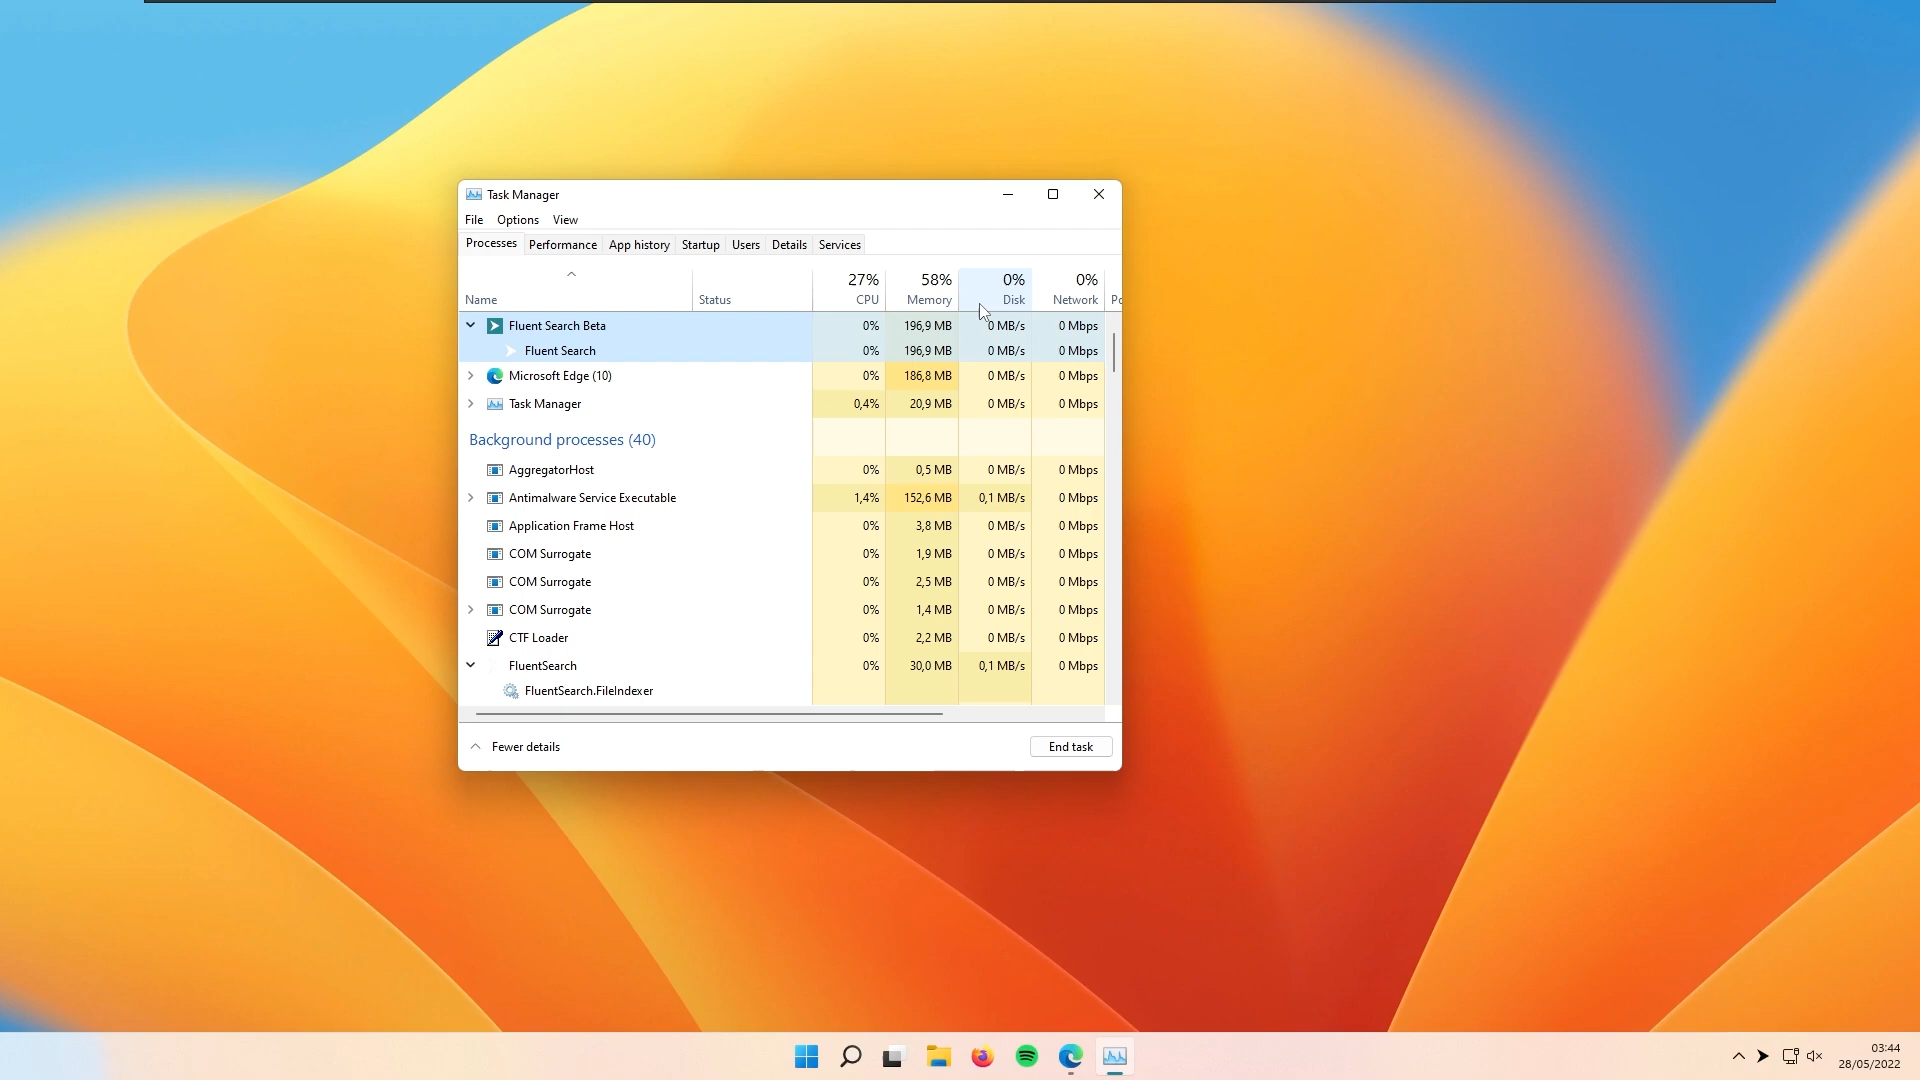 Task Manager
File Options View
Processes Performance App history Startup Users Details Services
27% 58% 0% 0%
Name Status CPU Memory Disk Network Po
Fluent Search Beta 0% 196,9 MB 0 MB/s 0 Mbps
Fluent Search 0% 196,9 MB 0 MB/s 0 Mbps
Microsoft Edge (10) 0% 186,8 MB 0 MB/s 0 Mbps
Task Manager 0,4% 20,9 MB 0 MB/s 0 Mbps
Background processes (40)
AggregatorHost 0% 0,5 MB 0 MB/s 0 Mbps
Antimalware Service Executable 1,4% 152,6 MB 0,1 MB/s 0 Mbps
Application Frame Host 0% 3,8 MB 0 MB/s 0 Mbps
COM Surrogate 0% 1,9 MB 0 MB/s 0 Mbps
COM Surrogate 0% 2,5 MB 0 MB/s 0 Mbps
COM Surrogate 0% 1,4 MB 0 MB/s 0 Mbps
CTF Loader 0% 2,2 MB 0 MB/s 0 Mbps
FluentSearch 0% 30,0 MB 0,1 MB/s 0 Mbps
FluentSearch.FileIndexer
Fewer details End task
03:44
28/05/2022